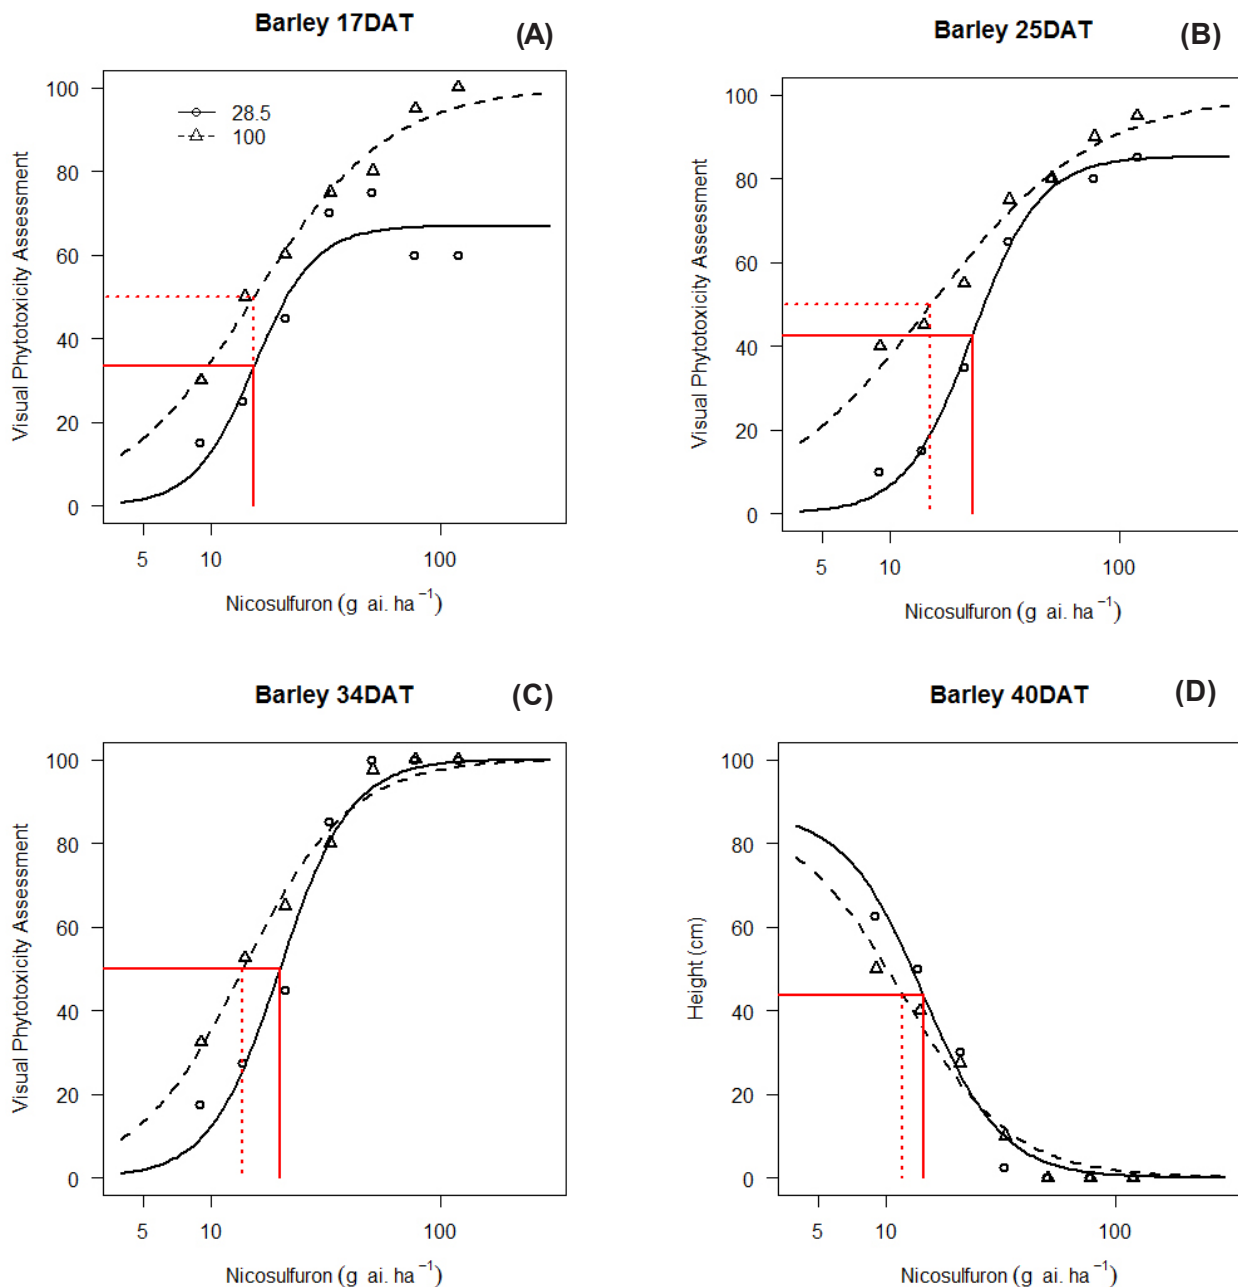 Barley 17DAT
(A)
Visual Phytotoxicity Assessment
100
80
60
40
20
0
28.5
100
5
10
100
Nicosulfuron (g ai. ha −1)
Barley 25DAT
(B)
Visual Phytotoxicity Assessment
100
80
60
40
20
0
5
10
100
Nicosulfuron (g ai. ha −1)
Barley 34DAT
(C)
Visual Phytotoxicity Assessment
100
80
60
40
20
0
5
10
100
Nicosulfuron (g ai. ha −1)
Barley 40DAT
(D)
Height (cm)
100
80
60
40
20
0
5
10
100
Nicosulfuron (g ai. ha −1)